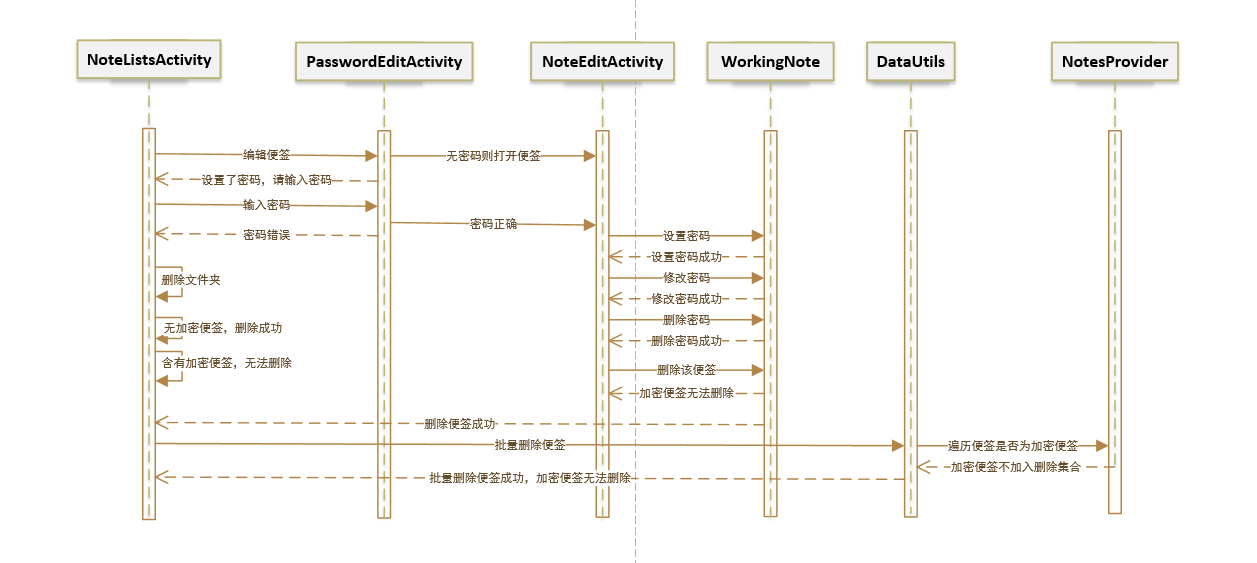 NoteListsActivity
PasswordEditActivity
NoteEditActivity
WorkingNote
DataUtils
NotesProvider
编辑便签
无密码则打开便签
设置了密码，请输入密码
输入密码
密码正确
密码错误
设置密码
设置密码成功
删除文件夹
修改密码
修改密码成功
无加密便签，删除成功
删除密码
删除密码成功
含有加密便签，无法删除
删除该便签
加密便签无法删除
删除便签成功
批量删除便签
遍历便签是否为加密便签
加密便签不加入删除集合
批量删除便签成功，加密便签无法删除